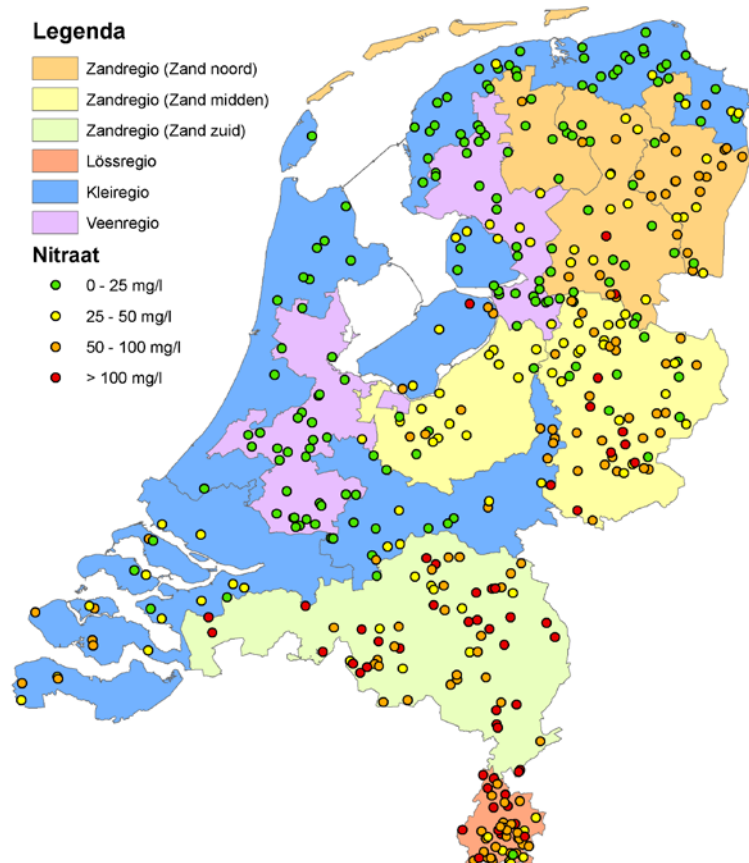 Legenda
Zandregio (Zand noord)
Zandregio (Zand midden)
Zandregio (Zand zuid)
Lössregio
Kleiregio
Veenregio
Nitraat
0 - 25 mg/l
25 - 50 mg/l
50 - 100 mg/l
> 100 mg/l